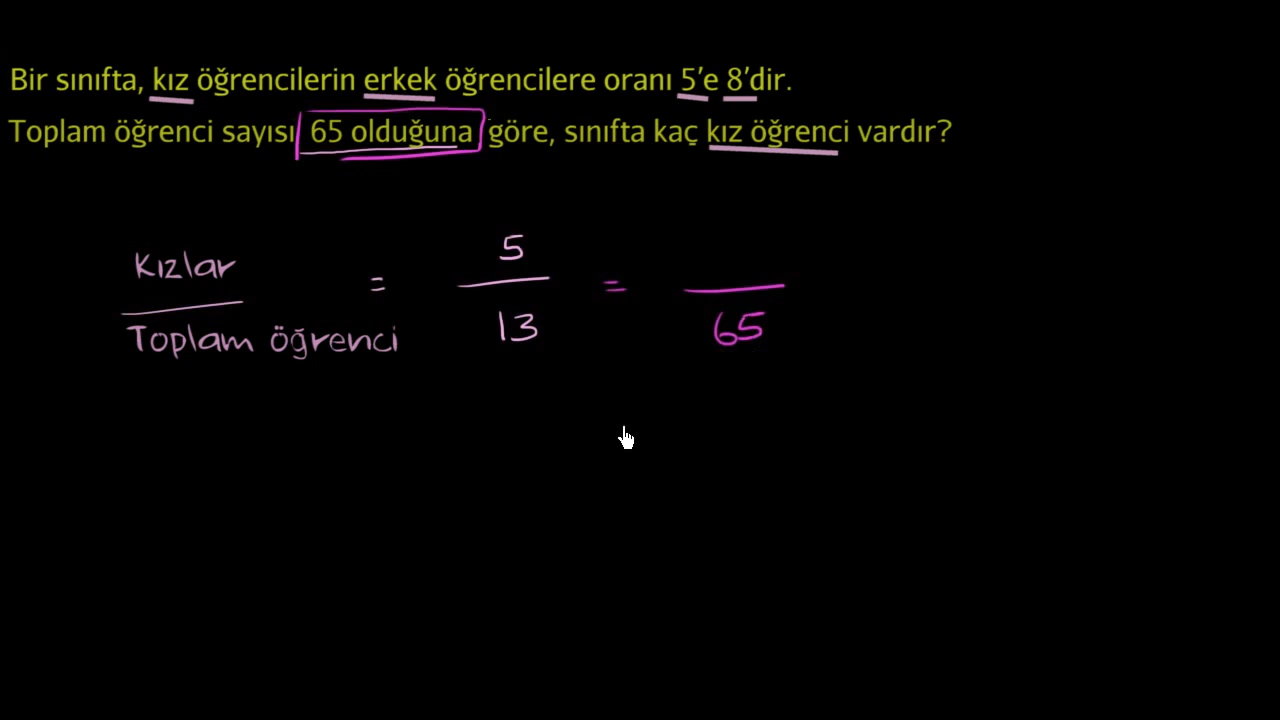 Bir sınıfta, kız öğrencilerin erkek öğrencilere oranı 5'e 8'dir.
Toplam öğrenci sayısı 65 olduğuna göre, sınıfta kaç kız öğrenci vardır?
Kızlar
Toplam öğrenci
=
5
13
=
65